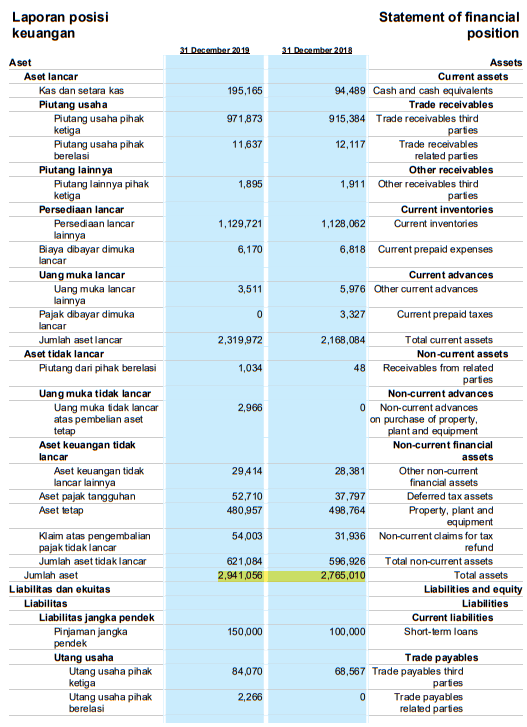 Laporan posisi Statement of financial
keuangan position
31 December 2019 31 December 2018
Aset Assets
Aset lancar Current assets
Kas dan setara kas 195,165 94,489 Cash and cash equivalents
Piutang usaha Trade receivables
Piutang usaha pihak 971,873 915,384 Trade receivables third
ketiga parties
Piutang usaha pihak 11,637 12,117 Trade receivables
berelasi related parties
Piutang lainnya Other receivables
Piutang lainnya pihak 1,895 1,911 Other receivables third
ketiga parties
Persediaan lancar Current inventories
Persediaan lancar 1,129,721 1,128,062 Current inventories
lainnya
Biaya dibayar dimuka 6,170 6,818 Current prepaid expenses
lancar
Uang muka lancar Current advances
Uang muka lancar 3,511 5,976 Other current advances
lainnya
Pajak dibayar dimuka 0 3,327 Current prepaid taxes
lancar
Jumlah aset lancar 2,319,972 2,168,084 Total current assets
Aset tidak lancar Non-current assets
Piutang dari pihak berelasi 1,034 48 Receivables from related
parties
Uang muka tidak lancar Non-current advances
Uang muka tidak lancar 2,966 0 Non-current advances
atas pembelian aset on purchase of property,
tetap plant and equipment
Aset keuangan tidak Non-current financial
lancar assets
Aset keuangan tidak 29,414 28,381 Other non-current
lancar lainnya financial assets
Aset pajak tangguhan 52,710 37,797 Deferred tax assets
Aset tetap 480,957 498,764 Property, plant and
equipment
Klaim atas pengembalian 54,003 31,936 Non-current claims for tax
pajak tidak lancar refund
Jumlah aset tidak lancar 621,084 596,926 Total non-current assets
Jumlah aset 2,941,056 2,765,010 Total assets
Liabilitas dan ekuitas Liabilities and equity
Liabilitas Liabilities
Liabilitas jangka pendek Current liabilities
Pinjaman jangka 150,000 100,000 Short-term loans
pendek
Utang usaha Trade payables
Utang usaha pihak 84,070 68,567 Trade payables third
ketiga parties
Utang usaha pihak 2,266 0 Trade payables
berelasi related parties